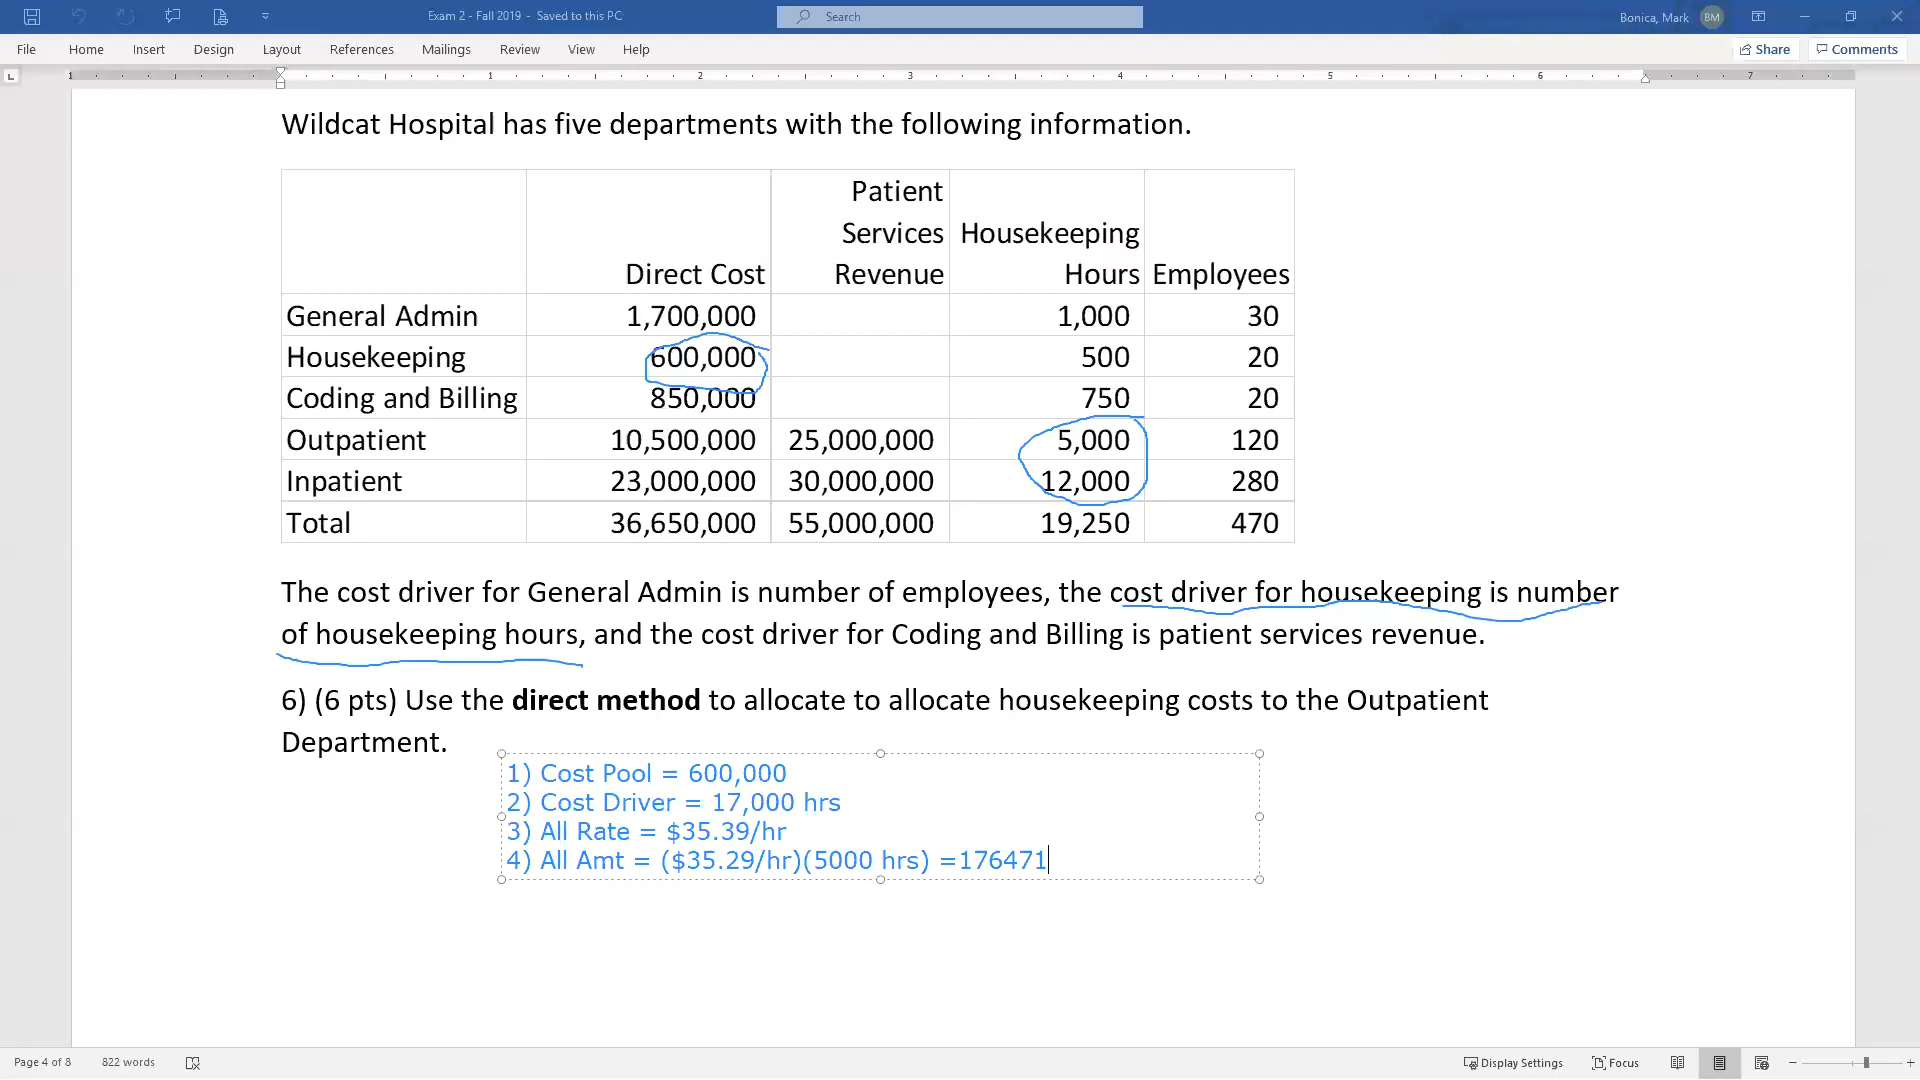 Exam 2 - Fall 2019 - Saved to this PC
Search
Bonica, Mark
BM
File Home Insert Design Layout References Mailings Review View Help
Share Comments
1 1 2 3 4 5 6 7
Wildcat Hospital has five departments with the following information.
Direct Cost Patient Services Revenue Housekeeping Hours Employees
General Admin 1,700,000 1,000 30
Housekeeping 600,000 500 20
Coding and Billing 850,000 750 20
Outpatient 10,500,000 25,000,000 5,000 120
Inpatient 23,000,000 30,000,000 12,000 280
Total 36,650,000 55,000,000 19,250 470
The cost driver for General Admin is number of employees, the cost driver for housekeeping is number
of housekeeping hours, and the cost driver for Coding and Billing is patient services revenue.
6) (6 pts) Use the direct method to allocate to allocate housekeeping costs to the Outpatient
Department.
1) Cost Pool = 600,000
2) Cost Driver = 17,000 hrs
3) All Rate = $35.39/hr
4) All Amt = ($35.29/hr)(5000 hrs) =176471
Page 4 of 8 822 words
Display Settings Focus